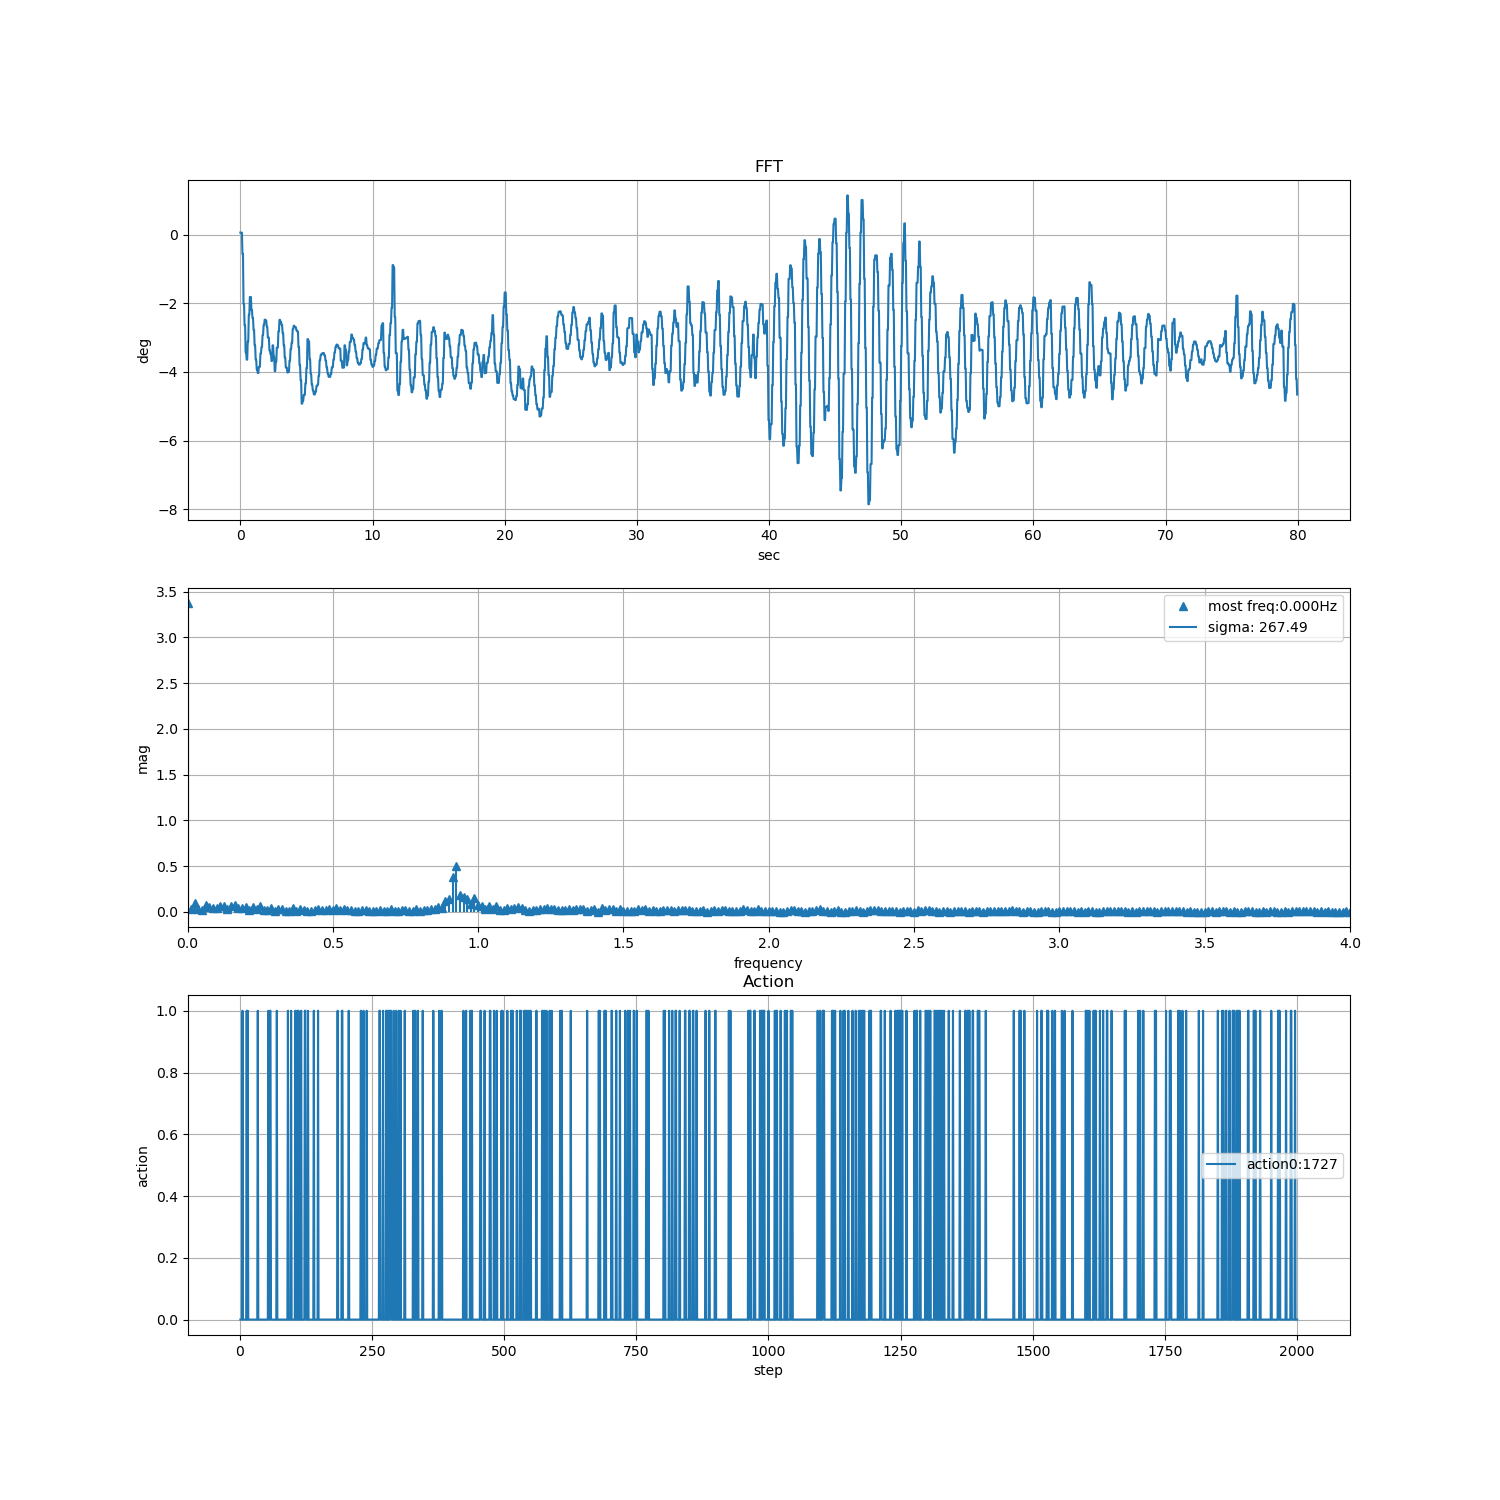 FFT
0
−2
−4
−6
−8
deg
0 10 20 30 40 50 60 70 80
sec
3.5
3.0
2.5
2.0
1.5
1.0
0.5
0.0
mag
most freq:0.000Hz
sigma: 267.49
0.0 0.5 1.0 1.5 2.0 2.5 3.0 3.5 4.0
frequency
Action
1.0
0.8
0.6
0.4
0.2
0.0
action
action0:1727
0 250 500 750 1000 1250 1500 1750 2000
step